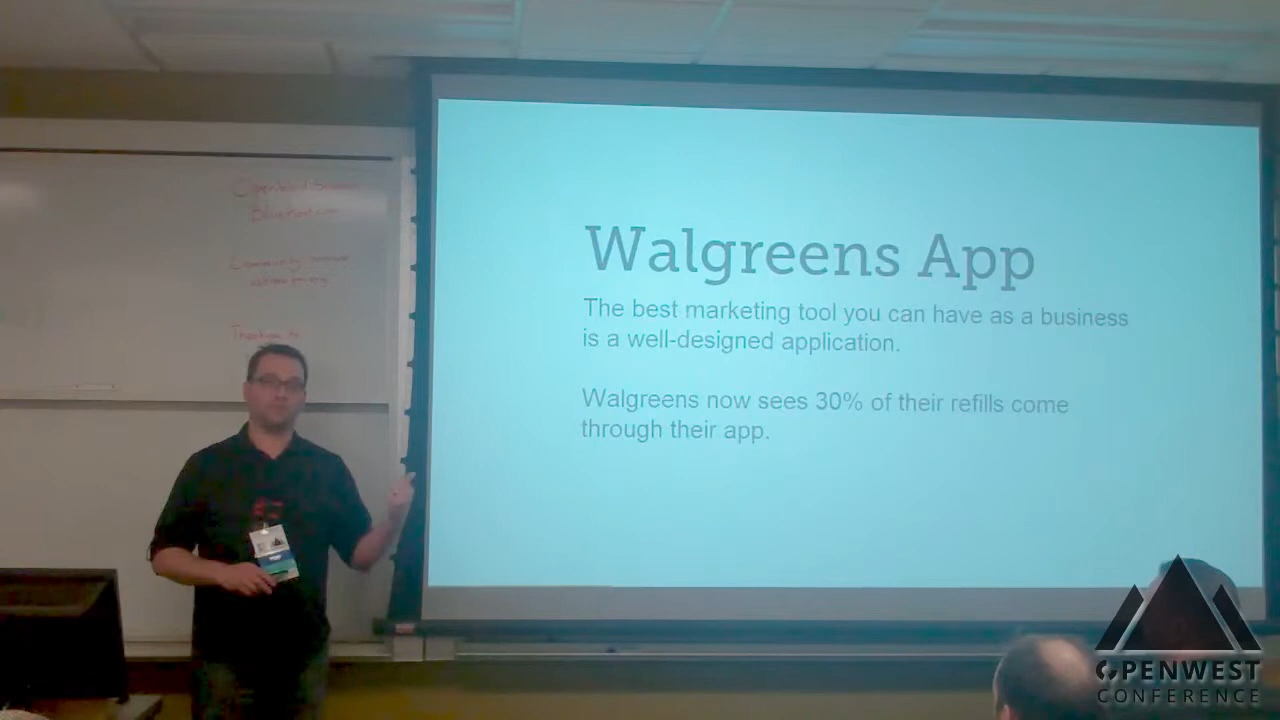 Walgreens App
The best marketing tool you can have as a business
is a well-designed application.
Walgreens now sees 30% of their refills come
through their app.
OPENWEST
CONFERENCE